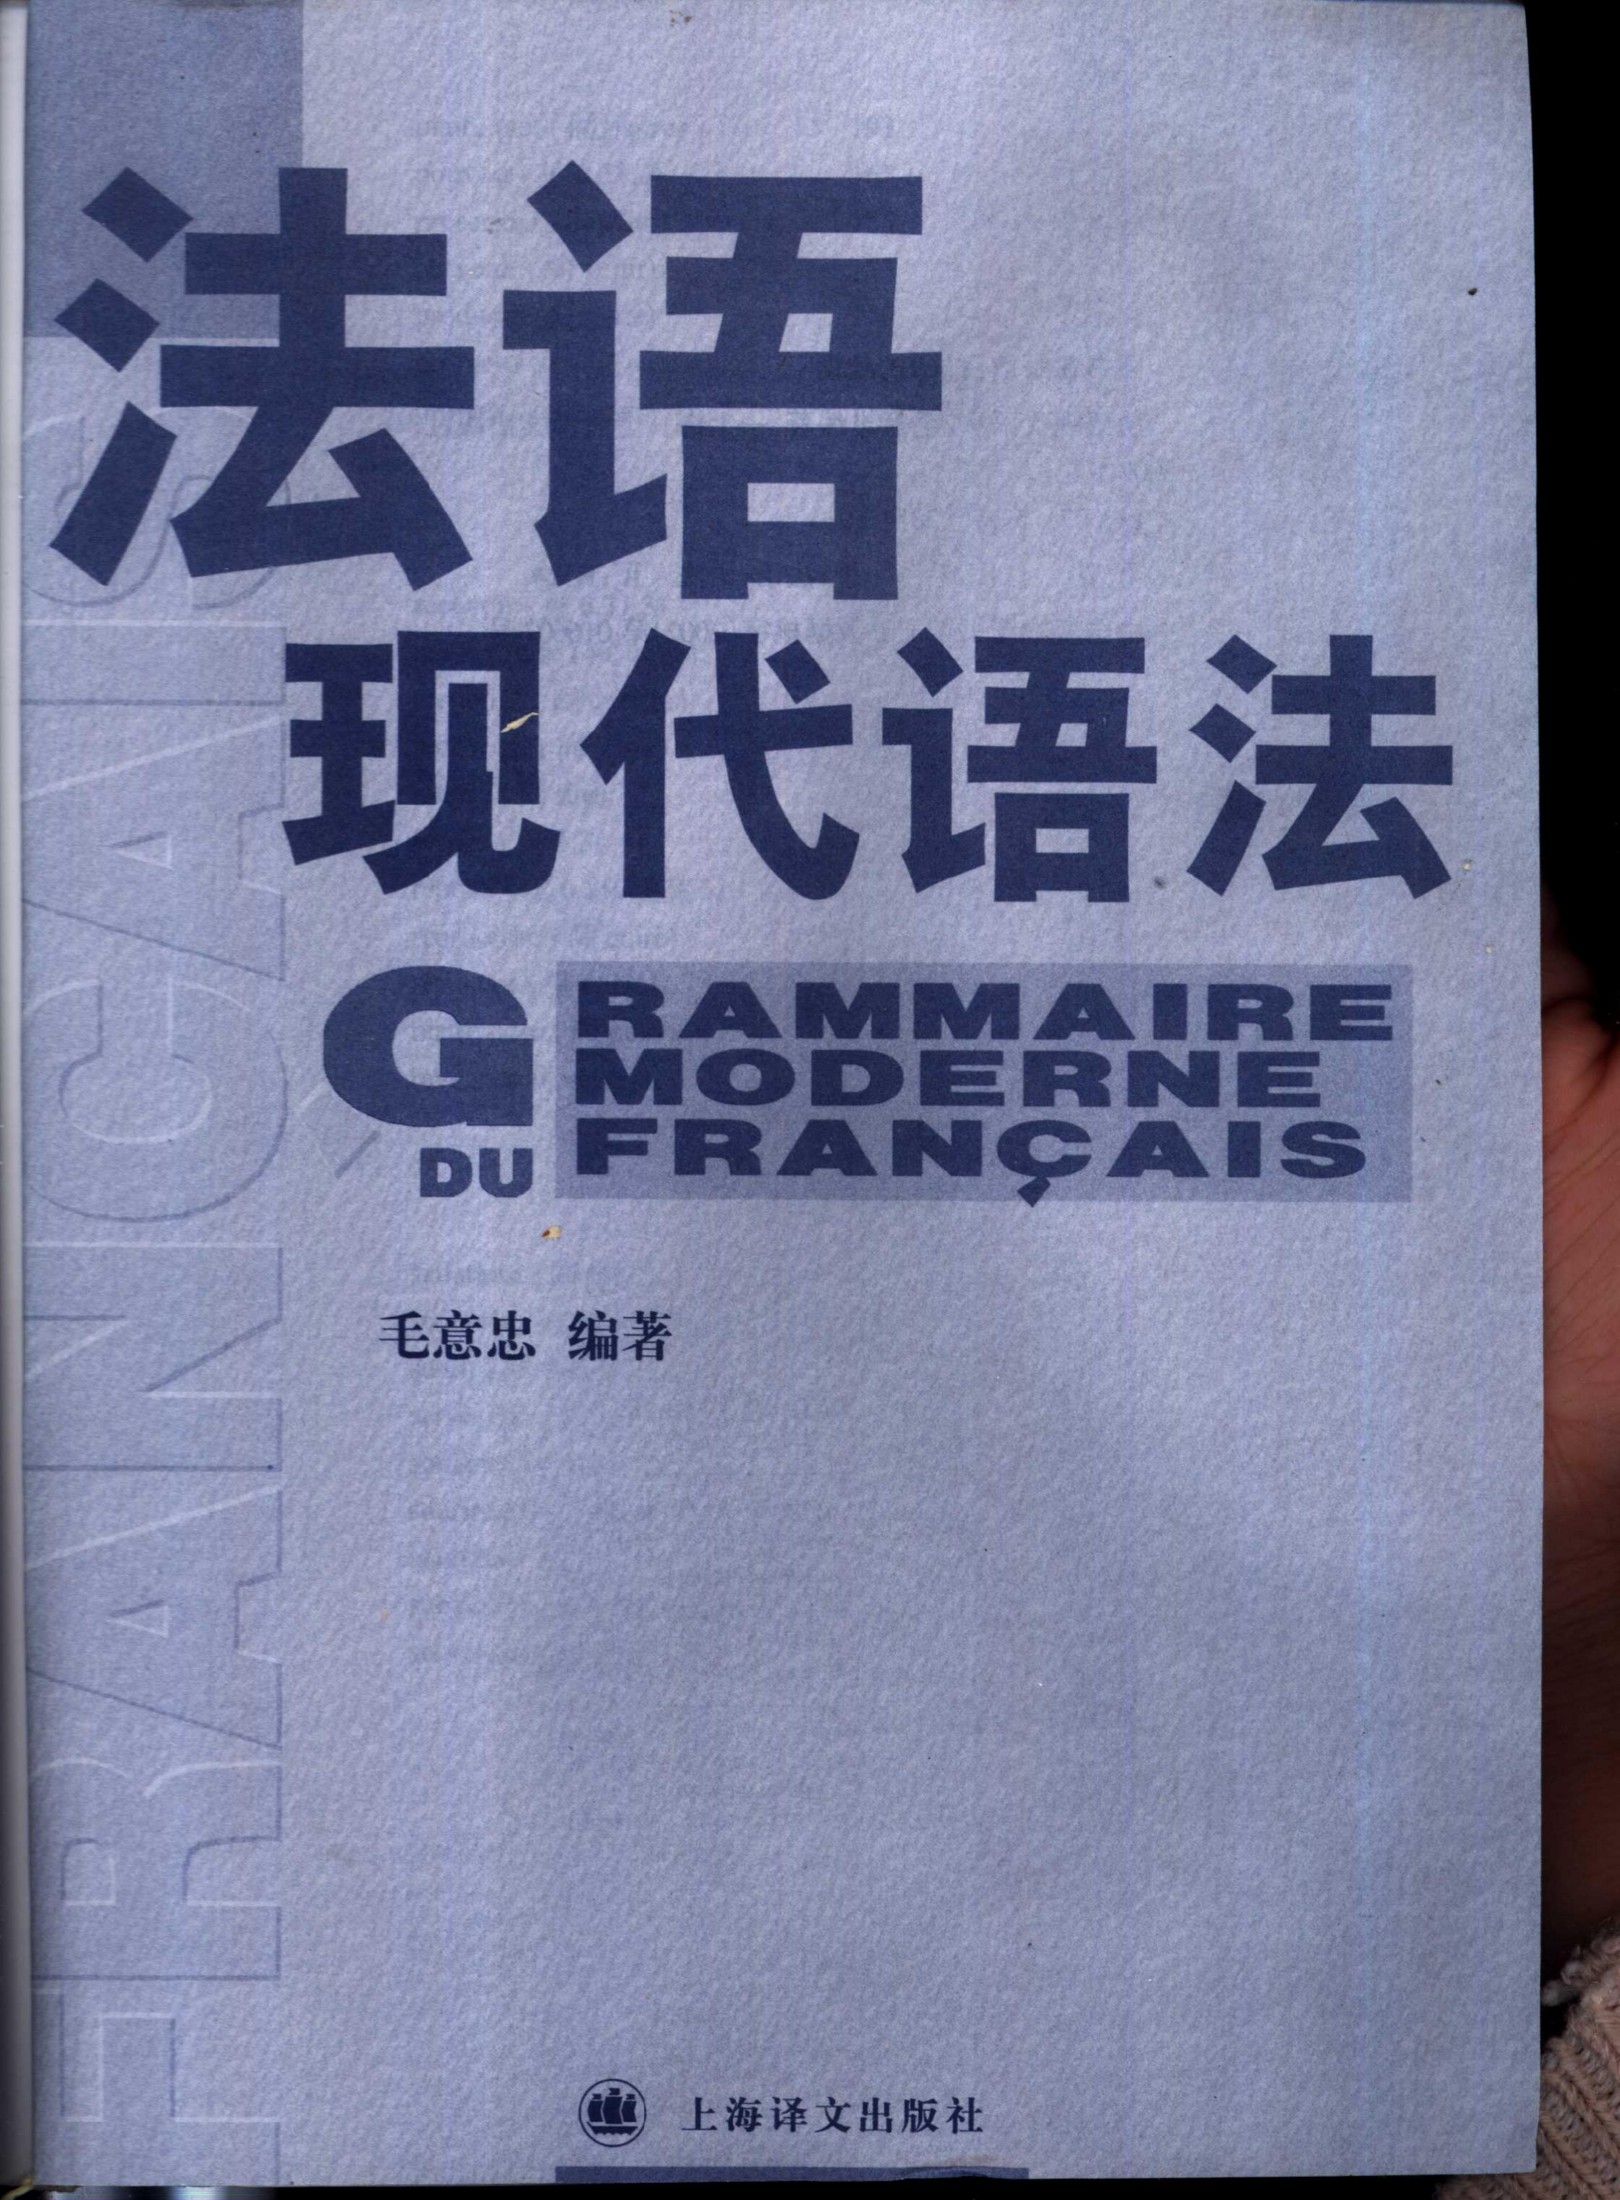 法语
现代语法
GRAMMAIRE
MODERNE
DU FRANÇAIS
毛意忠 编著
上海译文出版社
FRANÇAIS